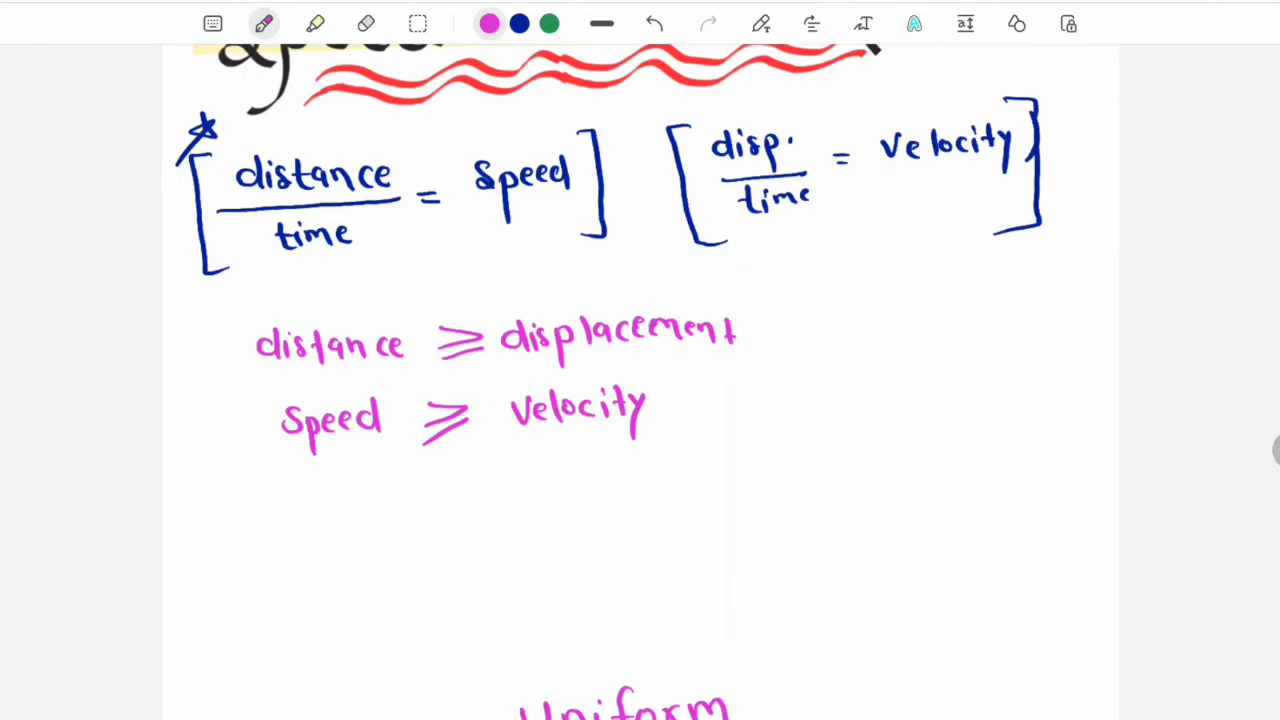 [distance/time = Speed] [disp./time = velocity]
distance ≥ displacement
Speed ≥ velocity
Uniform